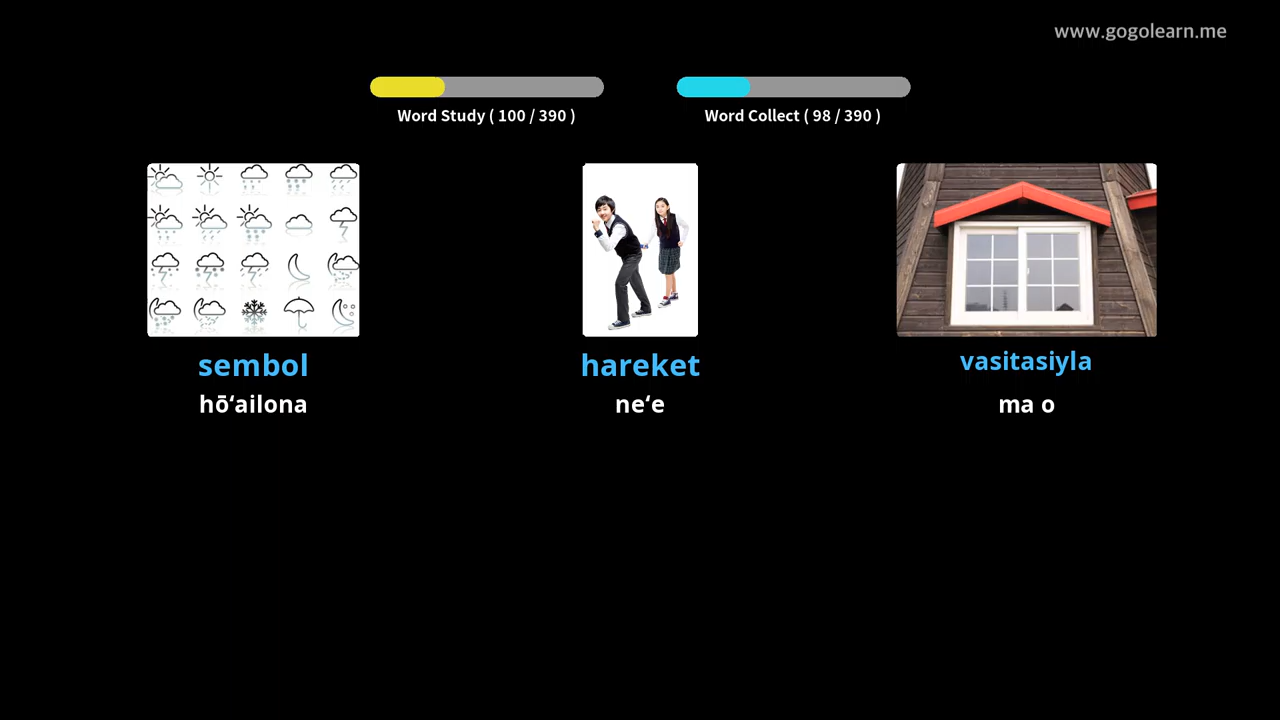 www.gogolearn.me
Word Study ( 100 / 390 )
Word Collect ( 98 / 390 )
sembol
hōʻailona
hareket
neʻe
vasitasiyla
ma o